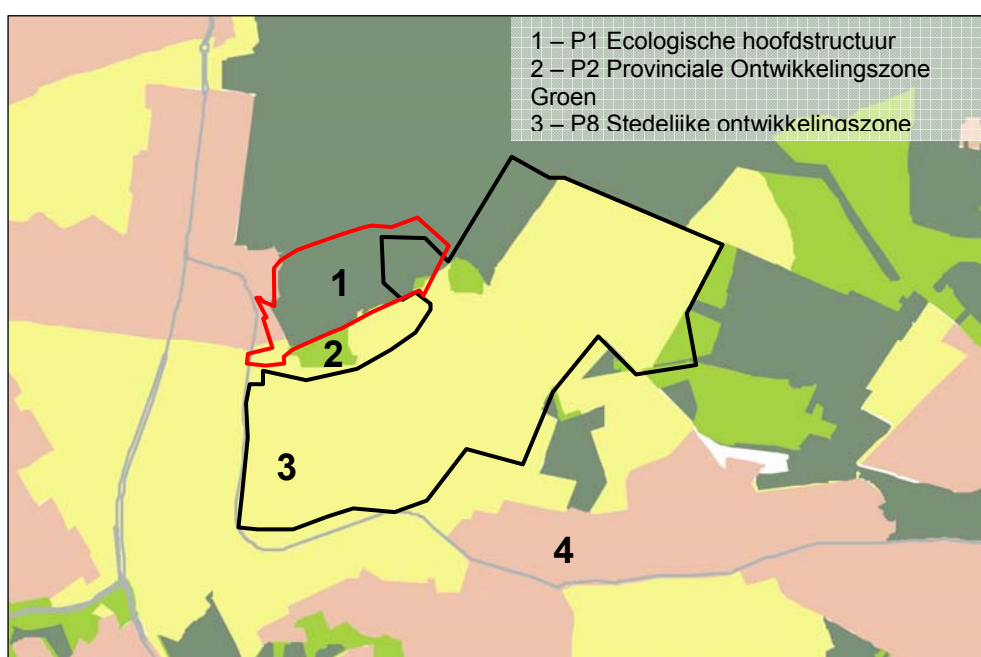 1 – P1 Ecologische hoofdstructuur
2 – P2 Provinciale Ontwikkelingszone
Groen
3 – P8 Stedelijke ontwikkelingszone
1
2
3
4